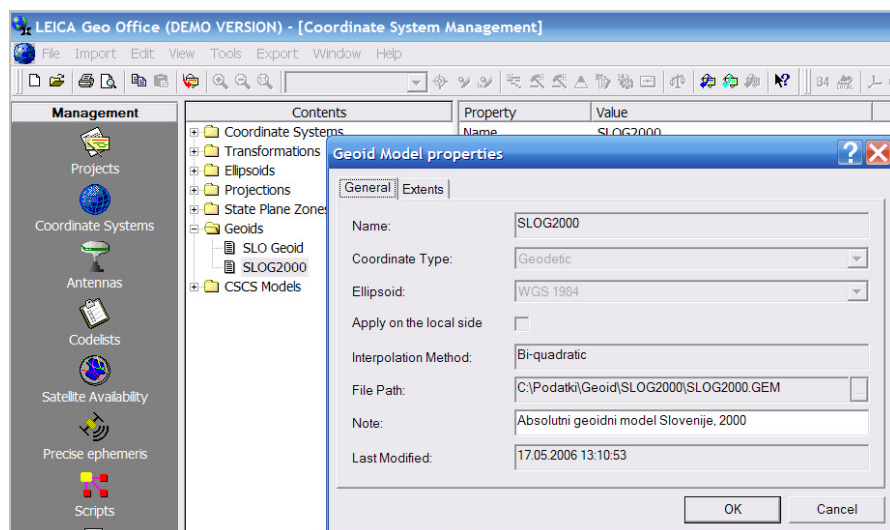 LEICA Geo Office (DEMO VERSION) - [Coordinate System Management]
File Import Edit View Tools Export Window Help
Management
Projects
Coordinate Systems
Antennas
Codelists
Satellite Availability
Precise ephemeris
Scripts
Contents
Coordinate Systems
Transformations
Ellipsoids
Projections
State Plane Zones
Geoids
SLO Geoid
SLOG2000
CSCS Models
Property Value
Name SLOG2000
Geoid Model properties
General Extents
Name: SLOG2000
Coordinate Type: Geodetic
Ellipsoid: WGS 1984
Apply on the local side
Interpolation Method: Bi-quadratic
File Path: C:\Podatki\Geoid\SLOG2000\SLOG2000.GEM ...
Note: Absolutni geoidni model Slovenije, 2000
Last Modified: 17.05.2006 13:10:53
OK Cancel